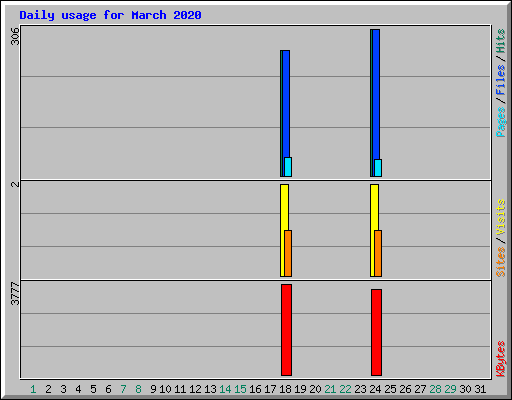 Daily usage for March 2020
306
2
3777
Pages/Files/Hits
Sites/Visits
KBytes
1 2 3 4 5 6 7 8 9 10 11 12 13 14 15 16 17 18 19 20 21 22 23 24 25 26 27 28 29 30 31